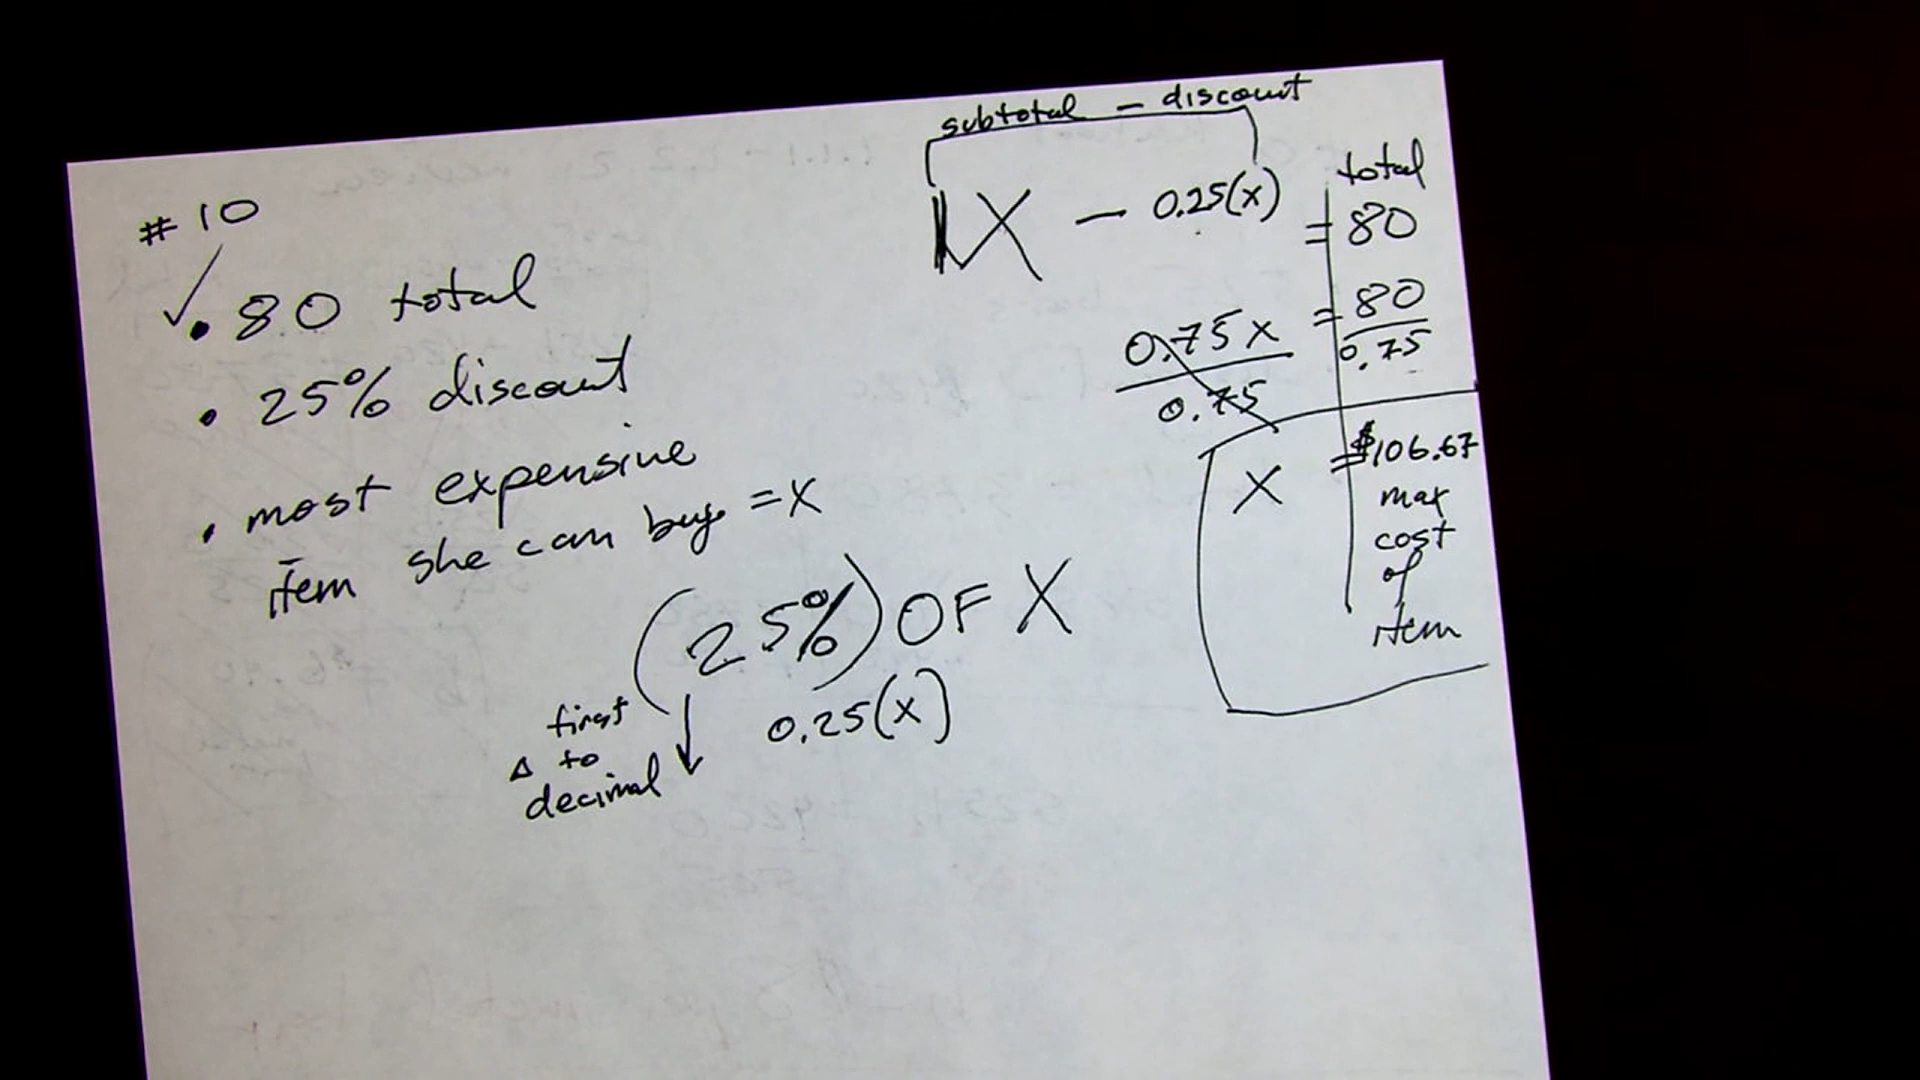 # 10
✓ • 80 total
• 25% discount
• most expensive
item she can buy = X
(25%) OF X
first
Δ to
decimal
↓
0.25(x)
subtotal – discount
1X – 0.25(x)
total
= 80
0.75x = 80
0.75 0.75
X = $106.67
max
cost
of
item